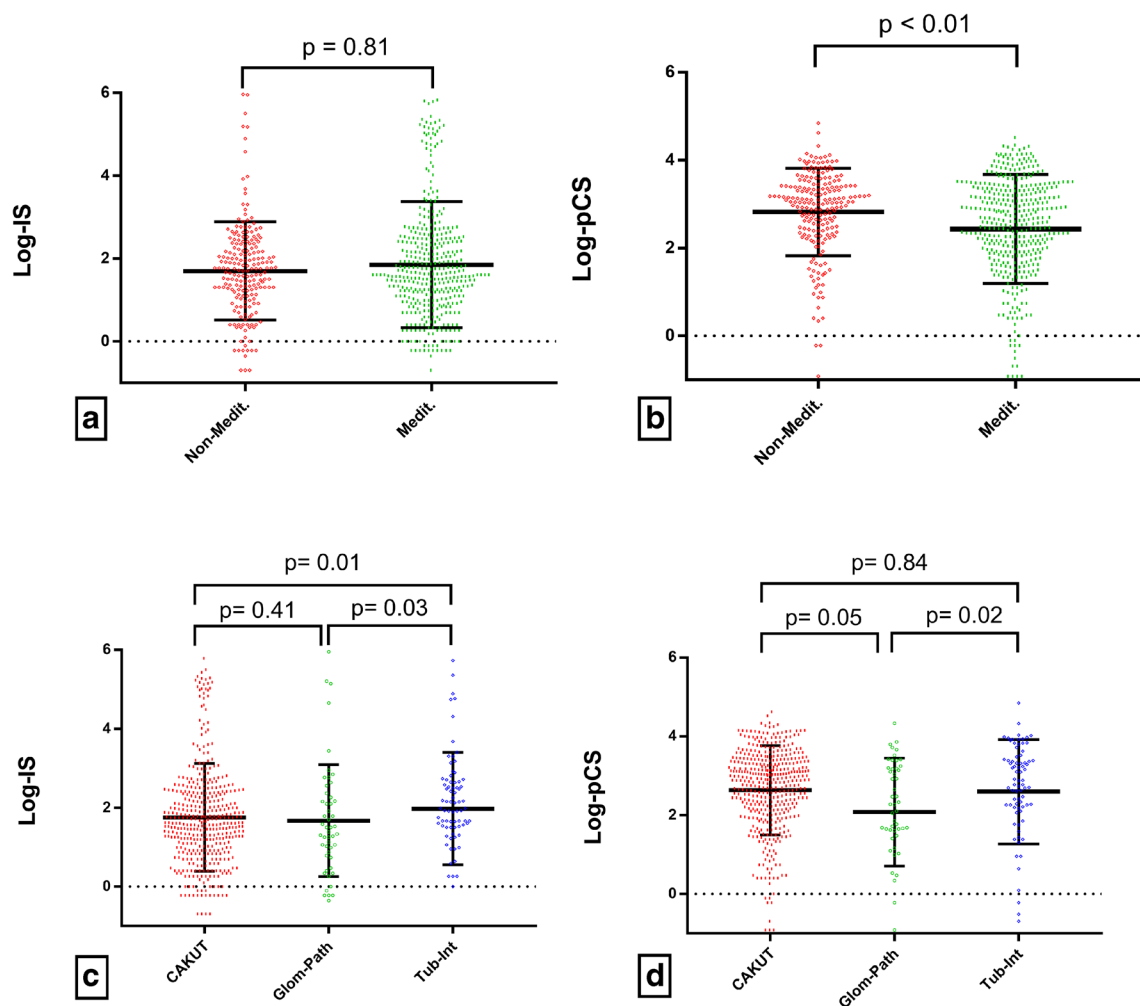 p = 0.81
6
4
2
0
Log-IS
Non-Medit.
Medit.
a
p < 0.01
6
4
2
0
Log-pCS
Non-Medit.
Medit.
b
p= 0.01
p= 0.41
p= 0.03
6
4
2
0
Log-IS
CAKUT
Glom-Path
Tub-Int
c
p= 0.84
p= 0.05
p= 0.02
6
4
2
0
Log-pCS
CAKUT
Glom-Path
Tub-Int
d